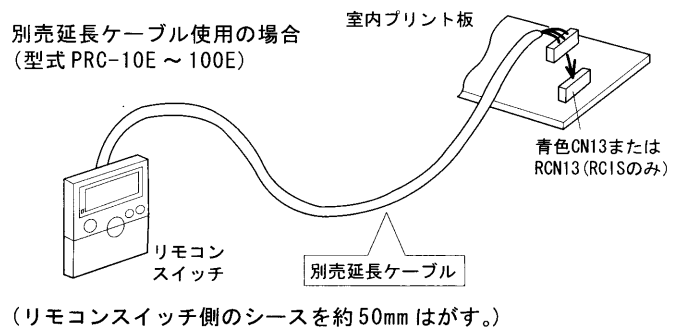 別売延長ケーブル使用の場合
(型式PRC-10E～100E)
室内プリント板
青色CN13または
RCN13(RCISのみ)
リモコン
スイッチ
別売延長ケーブル
(リモコンスイッチ側のシースを約50mmはがす。)